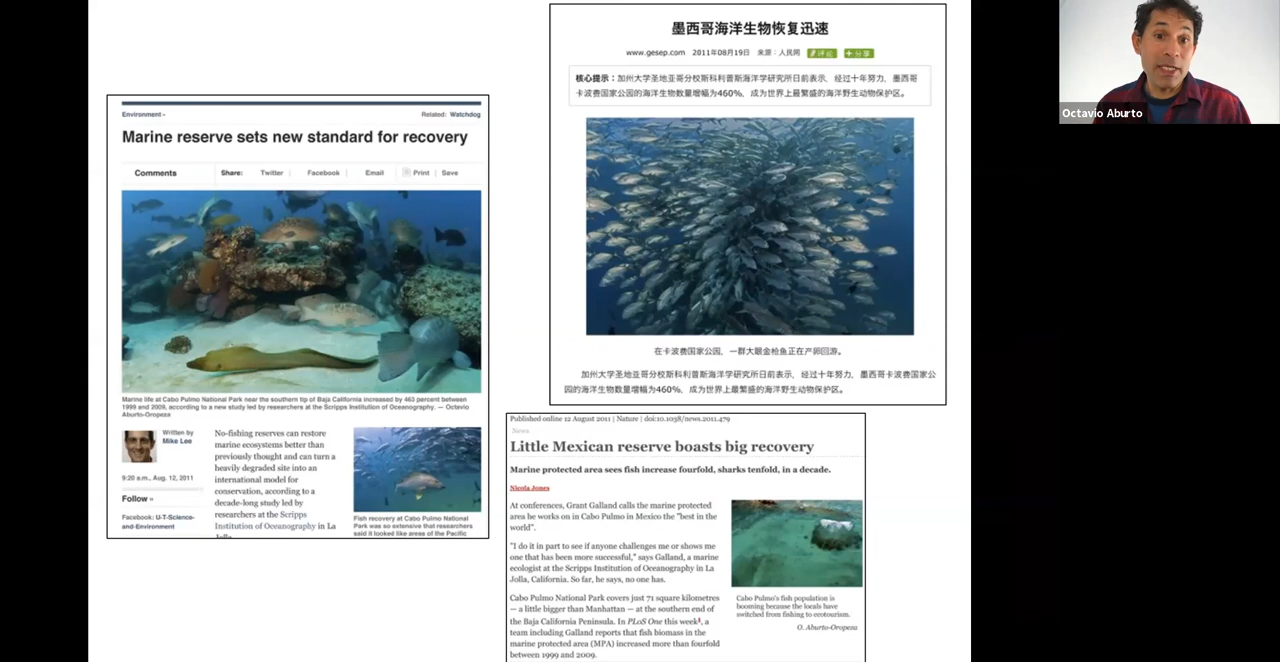 Environment »
Related: Watchdog
Marine reserve sets new standard for recovery
Comments
Share: Twitter | Facebook | Email Print | Save
Marine life at Cabo Pulmo National Park near the southern tip of Baja California increased by 463 percent between
1999 and 2009, according to a new study led by researchers at the Scripps Institution of Oceanography. — Octavio
Aburto-Oropeza
Written by
Mike Lee
9:20 a.m., Aug. 12, 2011
Follow »
Facebook: U-T-Science-
and-Environment
No-fishing reserves can restore
marine ecosystems better than
previously thought and can turn a
heavily degraded site into an
international model for
conservation, according to a
decade-long study led by
researchers at the Scripps
Institution of Oceanography in La
Jolla
Fish recovery at Cabo Pulmo National
Park was so extensive that researchers
said it looked like areas of the Pacific
墨西哥海洋生物恢复迅速
www.gesep.com 2011年08月19日 来源：人民网 评论 分享
核心提示：加州大学圣地亚哥分校斯科利普斯海洋学研究所日前表示，经过十年努力，墨西哥
卡波费国家公园的海洋生物数量增幅为460%，成为世界上最繁盛的海洋野生动物保护区。
在卡波费国家公园，一群大眼金枪鱼正在产卵回游。
加州大学圣地亚哥分校斯科利普斯海洋学研究所日前表示，经过十年努力，墨西哥卡波费国家公
园的海洋生物数量增幅为460%，成为世界上最繁盛的海洋野生动物保护区。
Published online 12 August 2011 | Nature | doi:10.1038/news.2011.479
News
Little Mexican reserve boasts big recovery
Marine protected area sees fish increase fourfold, sharks tenfold, in a decade.
Nicola Jones
At conferences, Grant Galland calls the marine protected
area he works on in Cabo Pulmo in Mexico the "best in the
world".
"I do it in part to see if anyone challenges me or shows me
one that has been more successful," says Galland, a marine
ecologist at the Scripps Institution of Oceanography in La
Jolla, California. So far, he says, no one has.
Cabo Pulmo National Park covers just 71 square kilometres
— a little bigger than Manhattan — at the southern end of
the Baja California Peninsula. In PLoS One this week¹, a
team including Galland reports that fish biomass in the
marine protected area (MPA) increased more than fourfold
between 1999 and 2009.
Cabo Pulmo's fish population is
booming because the locals have
switched from fishing to ecotourism.
O. Aburto-Oropeza
Octavio Aburto